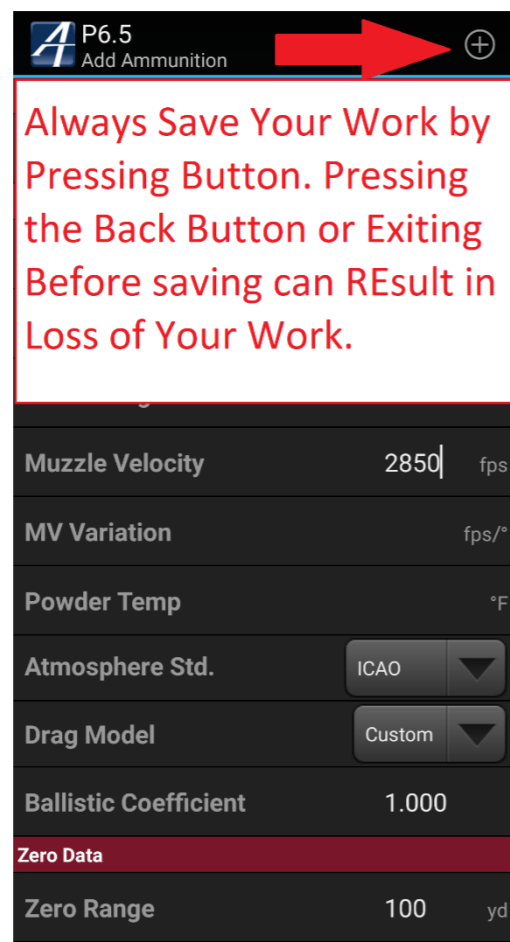 P6.5
Add Ammunition
Always Save Your Work by
Pressing Button. Pressing
the Back Button or Exiting
Before saving can REsult in
Loss of Your Work.
Muzzle Velocity 2850 fps
MV Variation fps/°
Powder Temp °F
Atmosphere Std. ICAO
Drag Model Custom
Ballistic Coefficient 1.000
Zero Data
Zero Range 100 yd